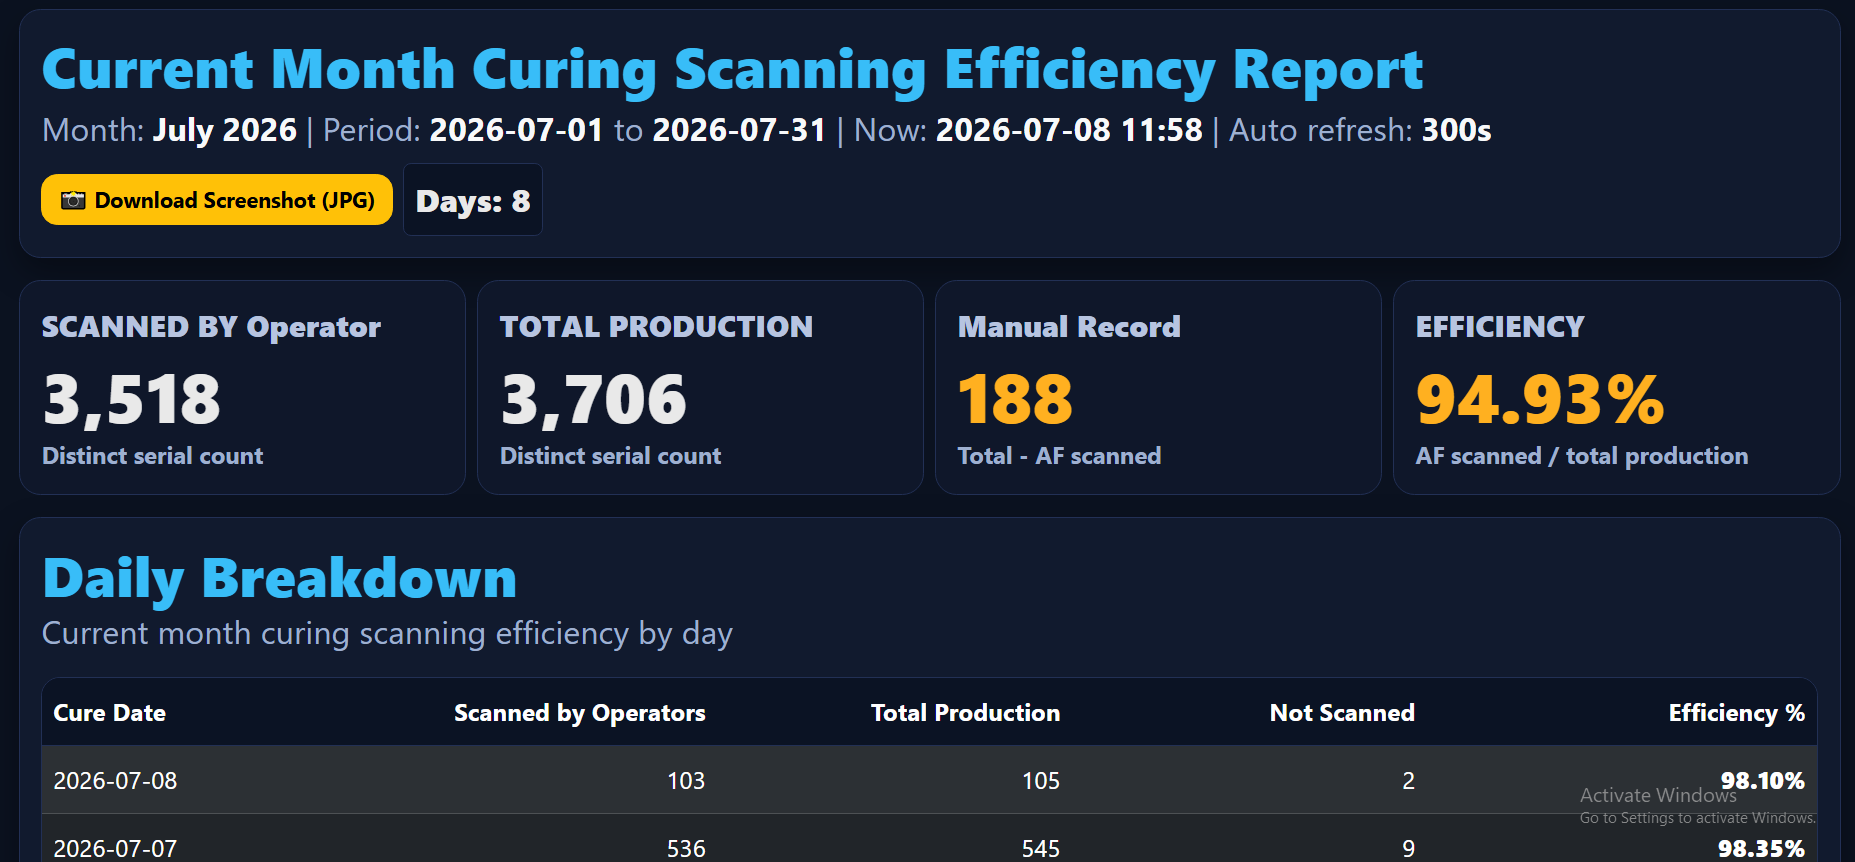 Current Month Curing Scanning Efficiency Report
Month: July 2026 | Period: 2026-07-01 to 2026-07-31 | Now: 2026-07-08 11:58 | Auto refresh: 300s
📷 Download Screenshot (JPG) Days: 8
SCANNED BY Operator TOTAL PRODUCTION Manual Record EFFICIENCY
3,518 3,706 188 94.93%
Distinct serial count Distinct serial count Total - AF scanned AF scanned / total production
Daily Breakdown
Current month curing scanning efficiency by day
Cure Date Scanned by Operators Total Production Not Scanned Efficiency %
2026-07-08 103 105 2 98.10%
Activate Windows
Go to Settings to activate Windows.
2026-07-07 536 545 9 98.35%